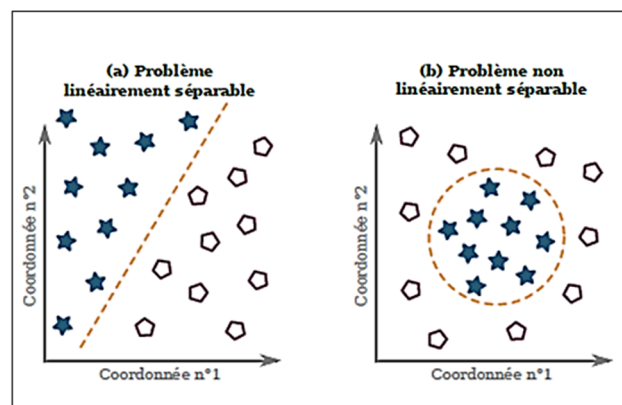 (a) Problème
linéairement séparable
(b) Problème non
linéairement séparable
Coordonnée n°2
Coordonnée n°1
Coordonnée n°2
Coordonnée n°1